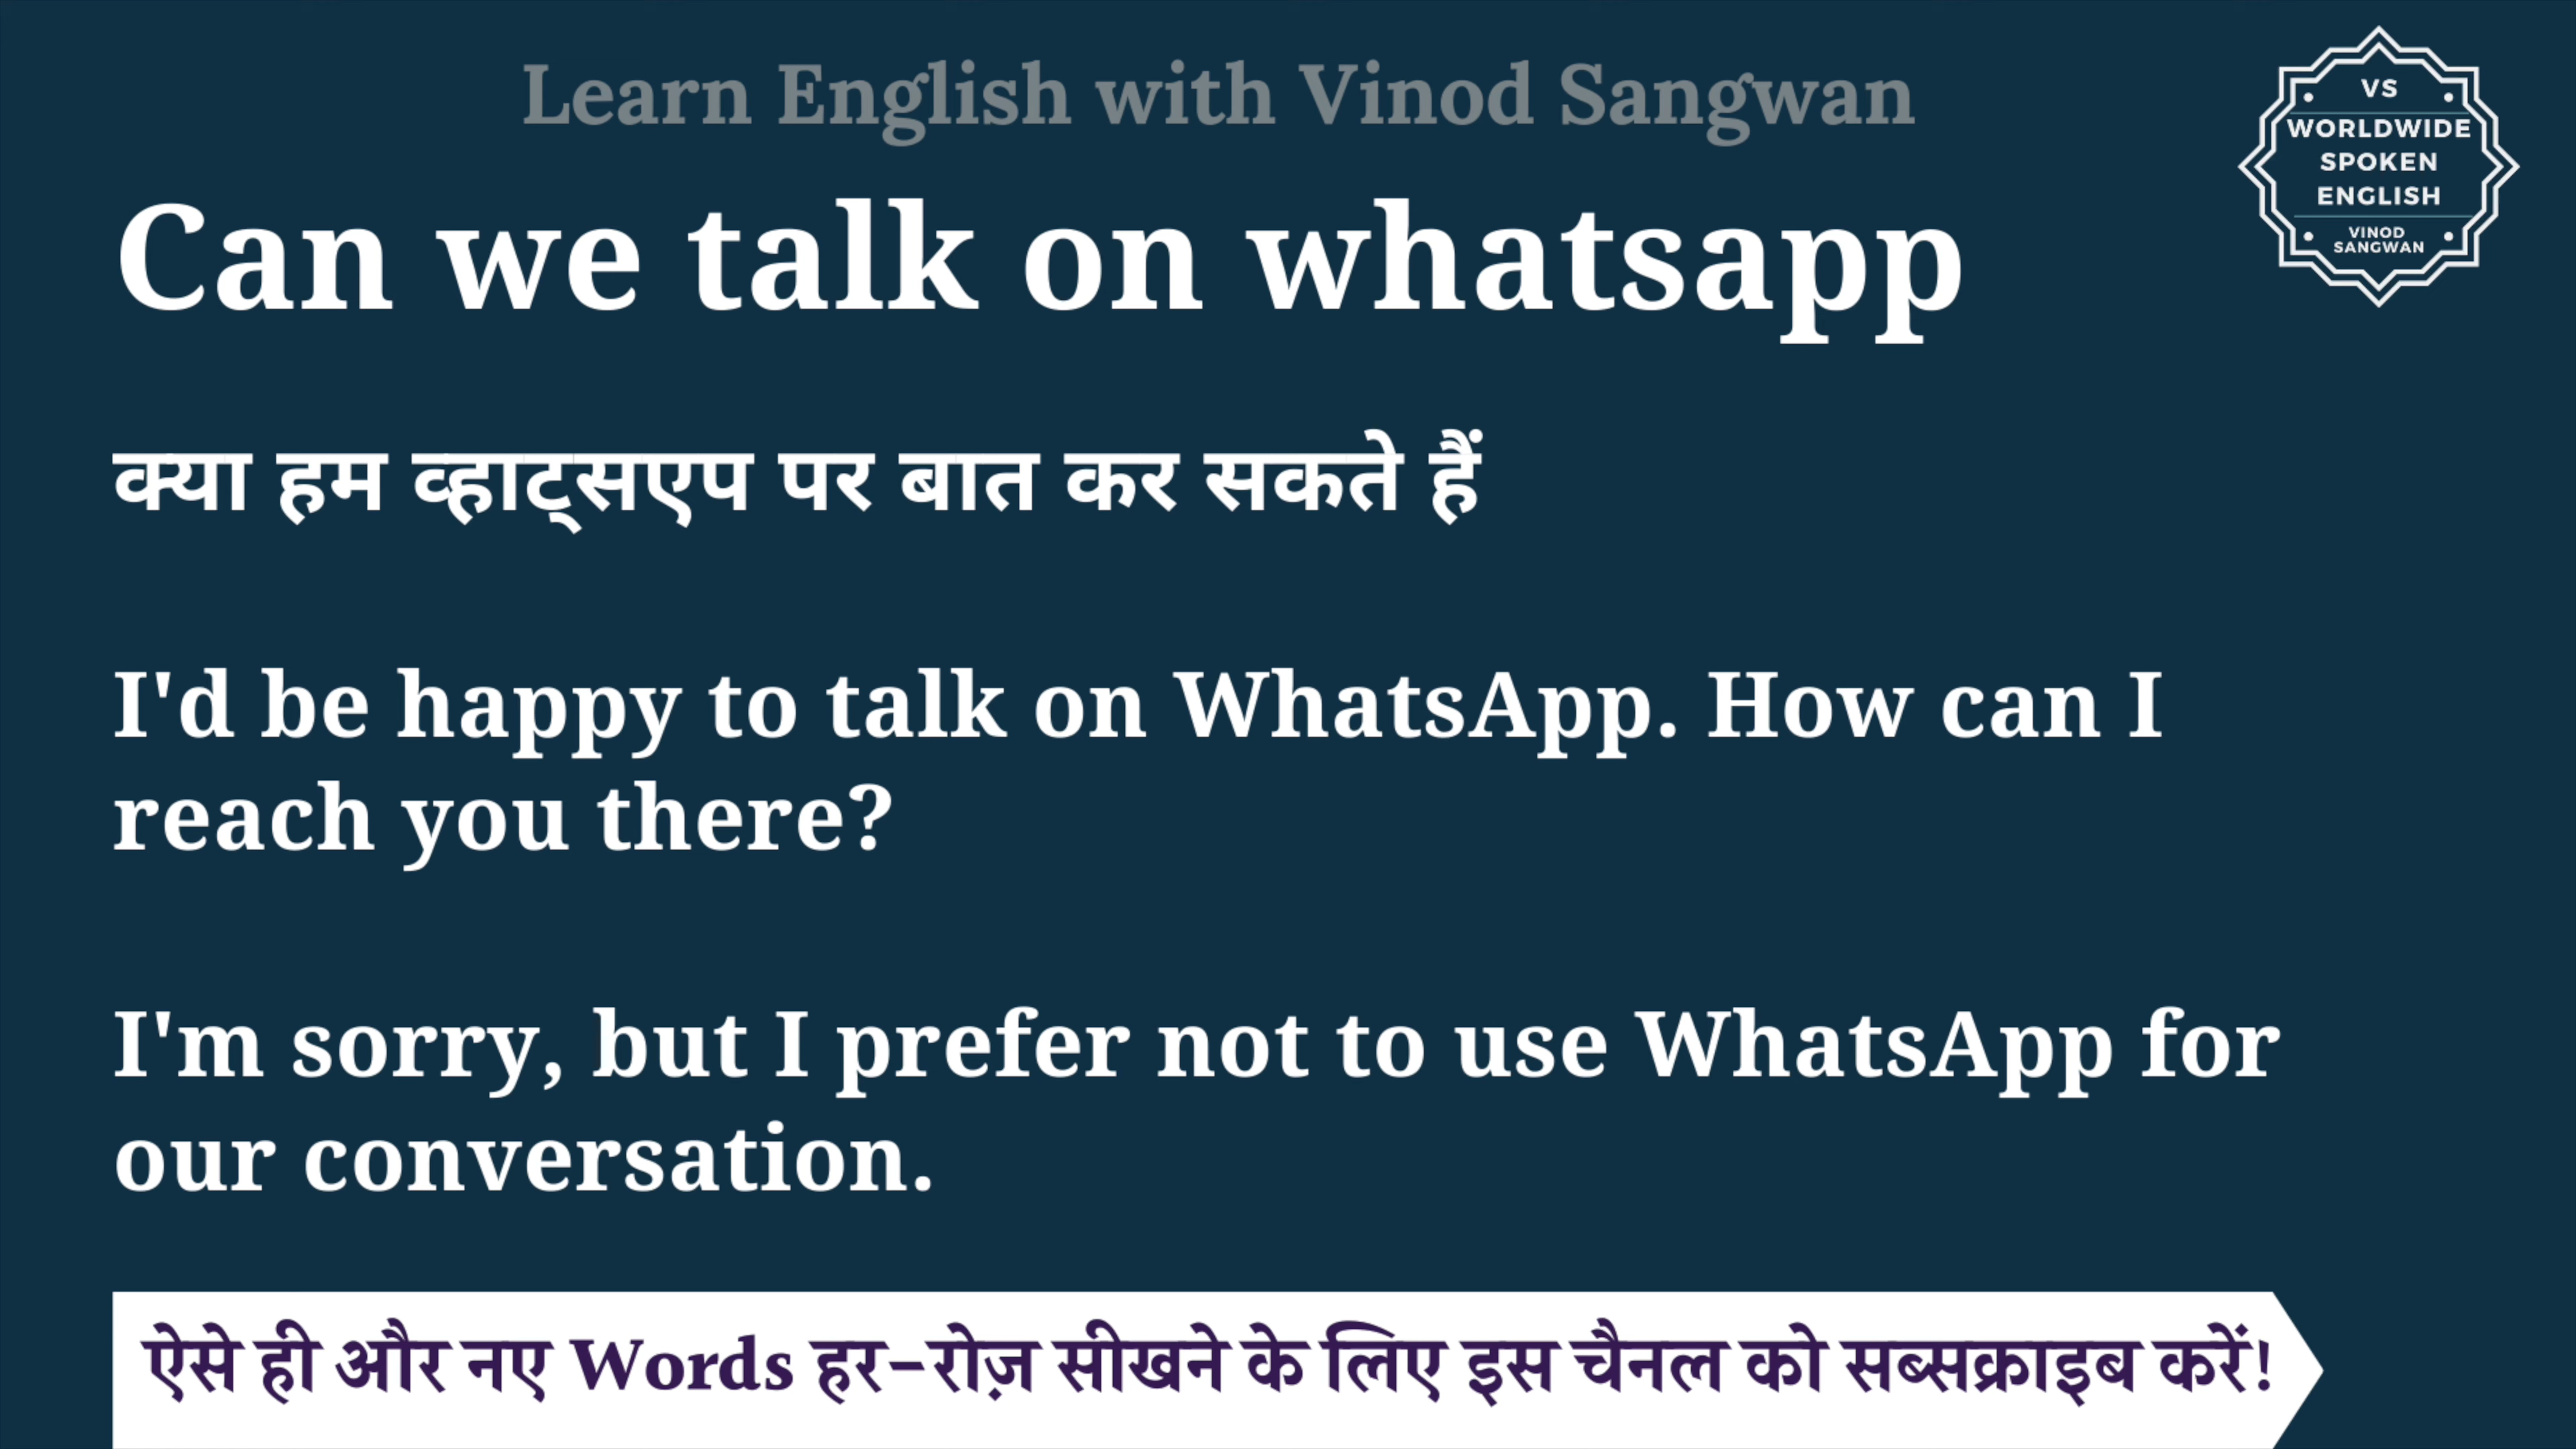 Learn English with Vinod Sangwan
VS
WORLDWIDE
SPOKEN
ENGLISH
VINOD
SANGWAN
Can we talk on whatsapp
क्या हम व्हाट्सएप पर बात कर सकते हैं
I'd be happy to talk on WhatsApp. How can I
reach you there?
I'm sorry, but I prefer not to use WhatsApp for
our conversation.
ऐसे ही और नए Words हर-रोज़ सीखने के लिए इस चैनल को सब्सक्राइब करें!